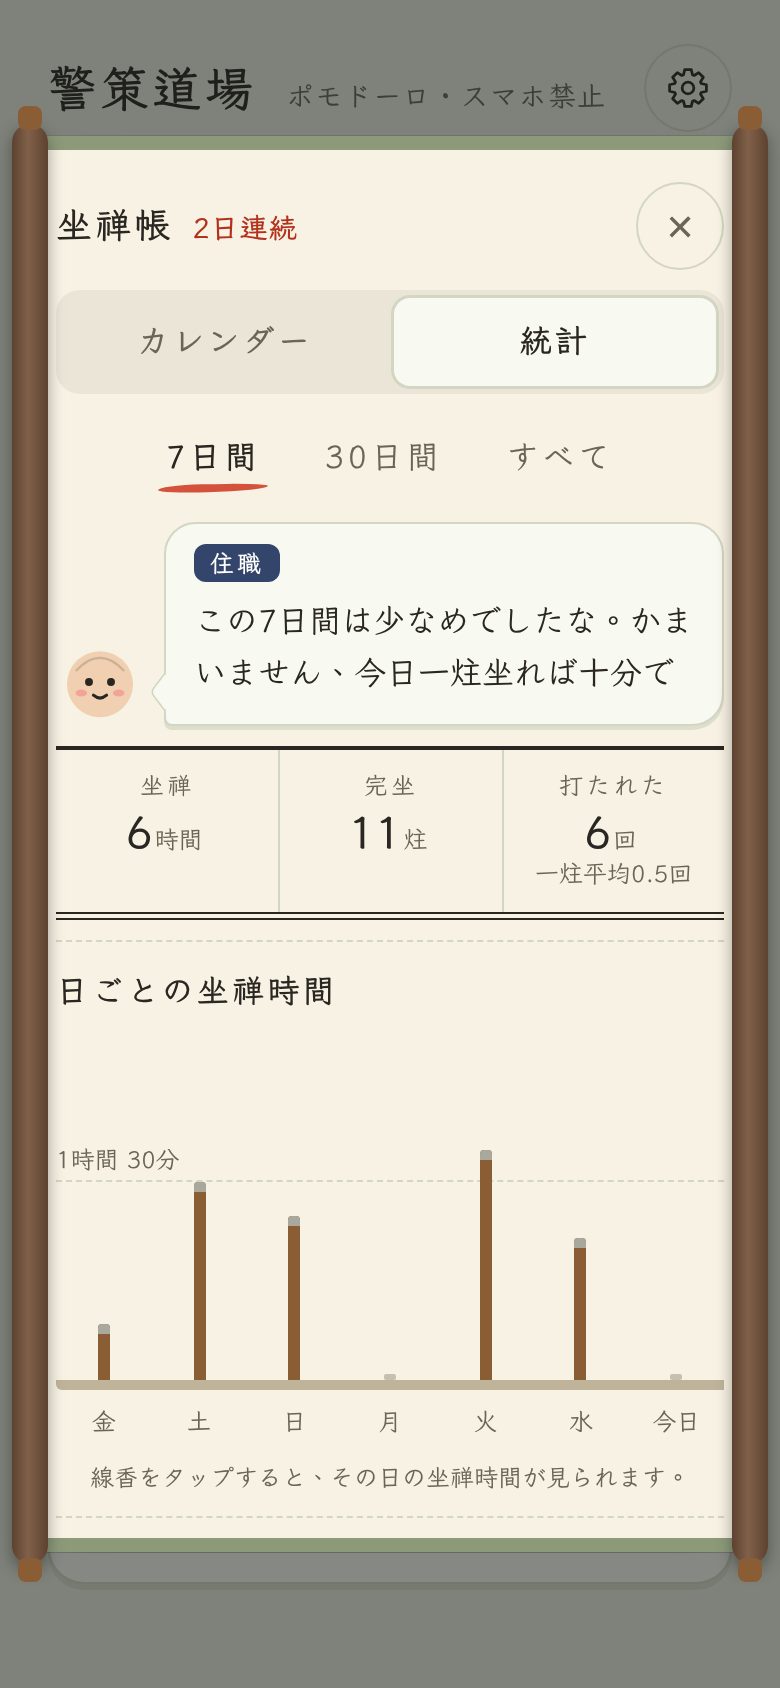 警策道場 ポモドーロ・スマホ禁止
坐禅帳 2日連続
カレンダー 統計
7日間 30日間 すべて
住職
この7日間は少なめでしたな。かま
いません、今日一炷坐れば十分で
坐禅 完坐 打たれた
6時間 11炷 6回
一炷平均0.5回
日ごとの坐禅時間
1時間 30分
金 土 日 月 火 水 今日
線香をタップすると、その日の坐禅時間が見られます。